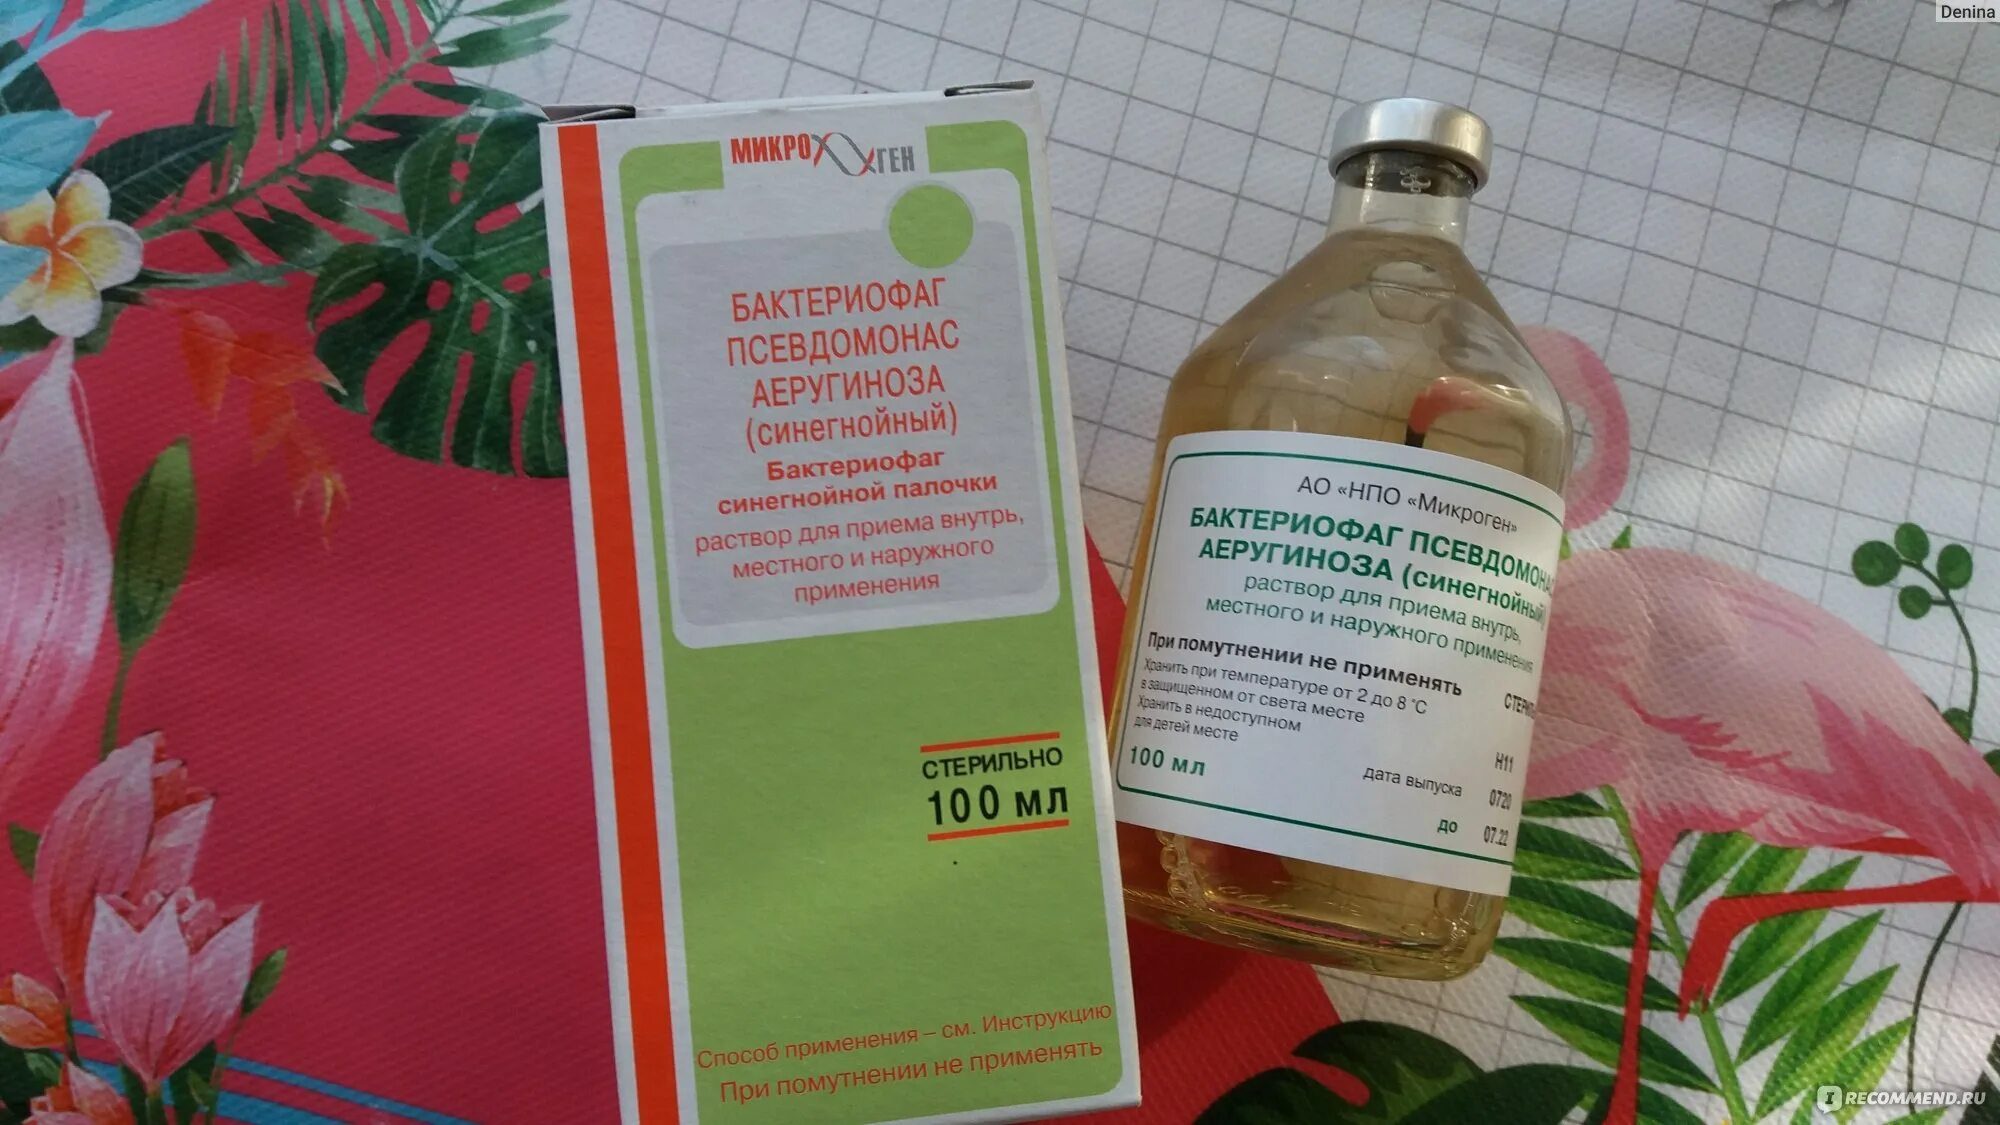 Denina
МИКРОГЕН
БАКТЕРИОФАГ
ПСЕВДОМОНАС
АЕРУГИНОЗА
(СИНЕГНОЙНЫЙ)
Бактериофаг
синегнойной палочки
раствор для приема внутрь,
местного и наружного
применения
СТЕРИЛЬНО
100 мл
Способ применения – см. Инструкцию
При помутнении не применять
АО «НПО «Микроген»
БАКТЕРИОФАГ ПСЕВДОМОНАС
АЕРУГИНОЗА (СИНЕГНОЙНЫЙ)
раствор для приема внутрь,
местного и наружного применения
При помутнении не применять
Хранить при температуре от 2 до 8 °С
в защищенном от света месте
Хранить в недоступном
для детей месте
100 мл
Н11
дата выпуска 0720
до 07.22
IRECOMMEND.RU